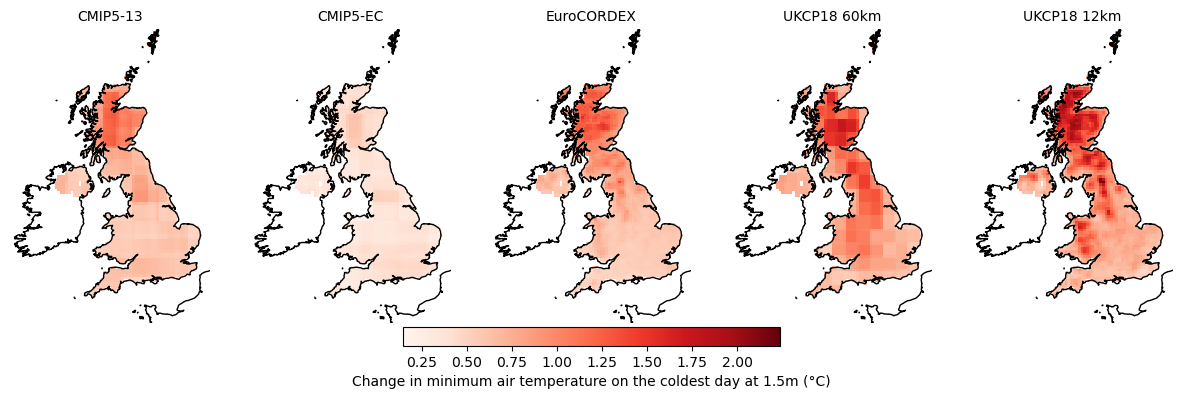 CMIP5-13
CMIP5-EC
EuroCORDEX
UKCP18 60km
UKCP18 12km
0.25 0.50 0.75 1.00 1.25 1.50 1.75 2.00
Change in minimum air temperature on the coldest day at 1.5m (°C)